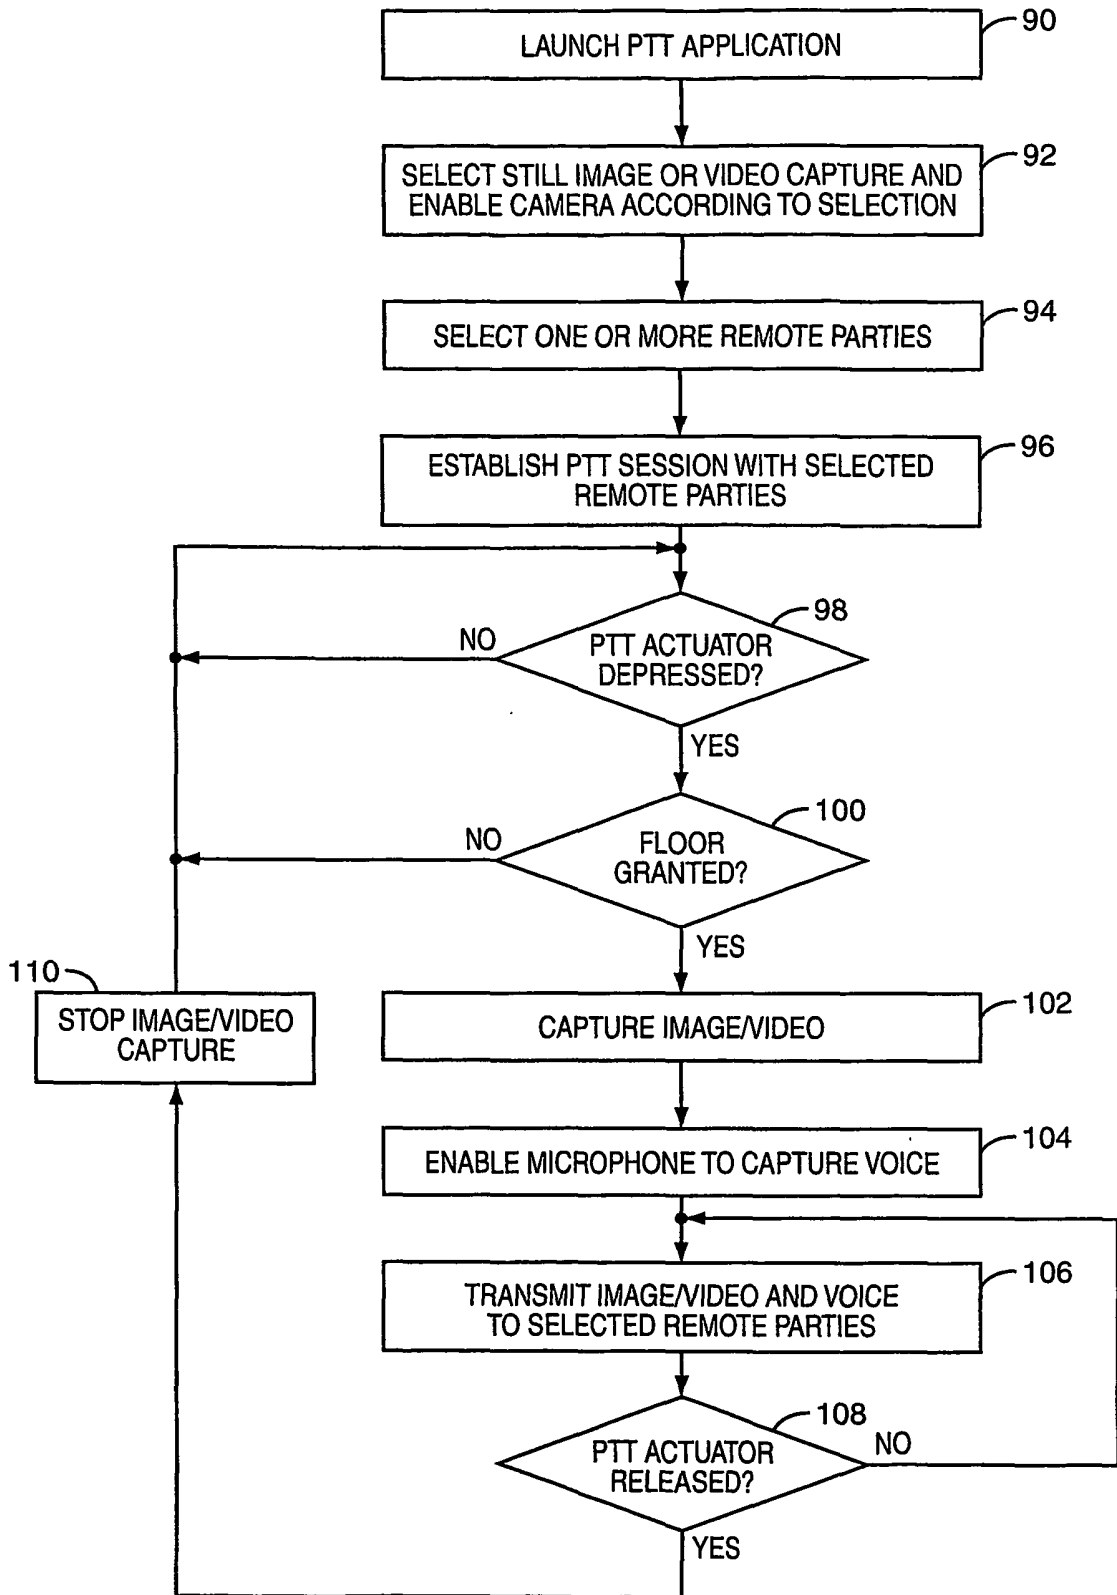 90
LAUNCH PTT APPLICATION
92
SELECT STILL IMAGE OR VIDEO CAPTURE AND
ENABLE CAMERA ACCORDING TO SELECTION
94
SELECT ONE OR MORE REMOTE PARTIES
96
ESTABLISH PTT SESSION WITH SELECTED
REMOTE PARTIES
98
NO
PTT ACTUATOR
DEPRESSED?
YES
100
NO
FLOOR
GRANTED?
YES
110
STOP IMAGE/VIDEO
CAPTURE
102
CAPTURE IMAGE/VIDEO
104
ENABLE MICROPHONE TO CAPTURE VOICE
106
TRANSMIT IMAGE/VIDEO AND VOICE
TO SELECTED REMOTE PARTIES
108
PTT ACTUATOR
RELEASED?
NO
YES